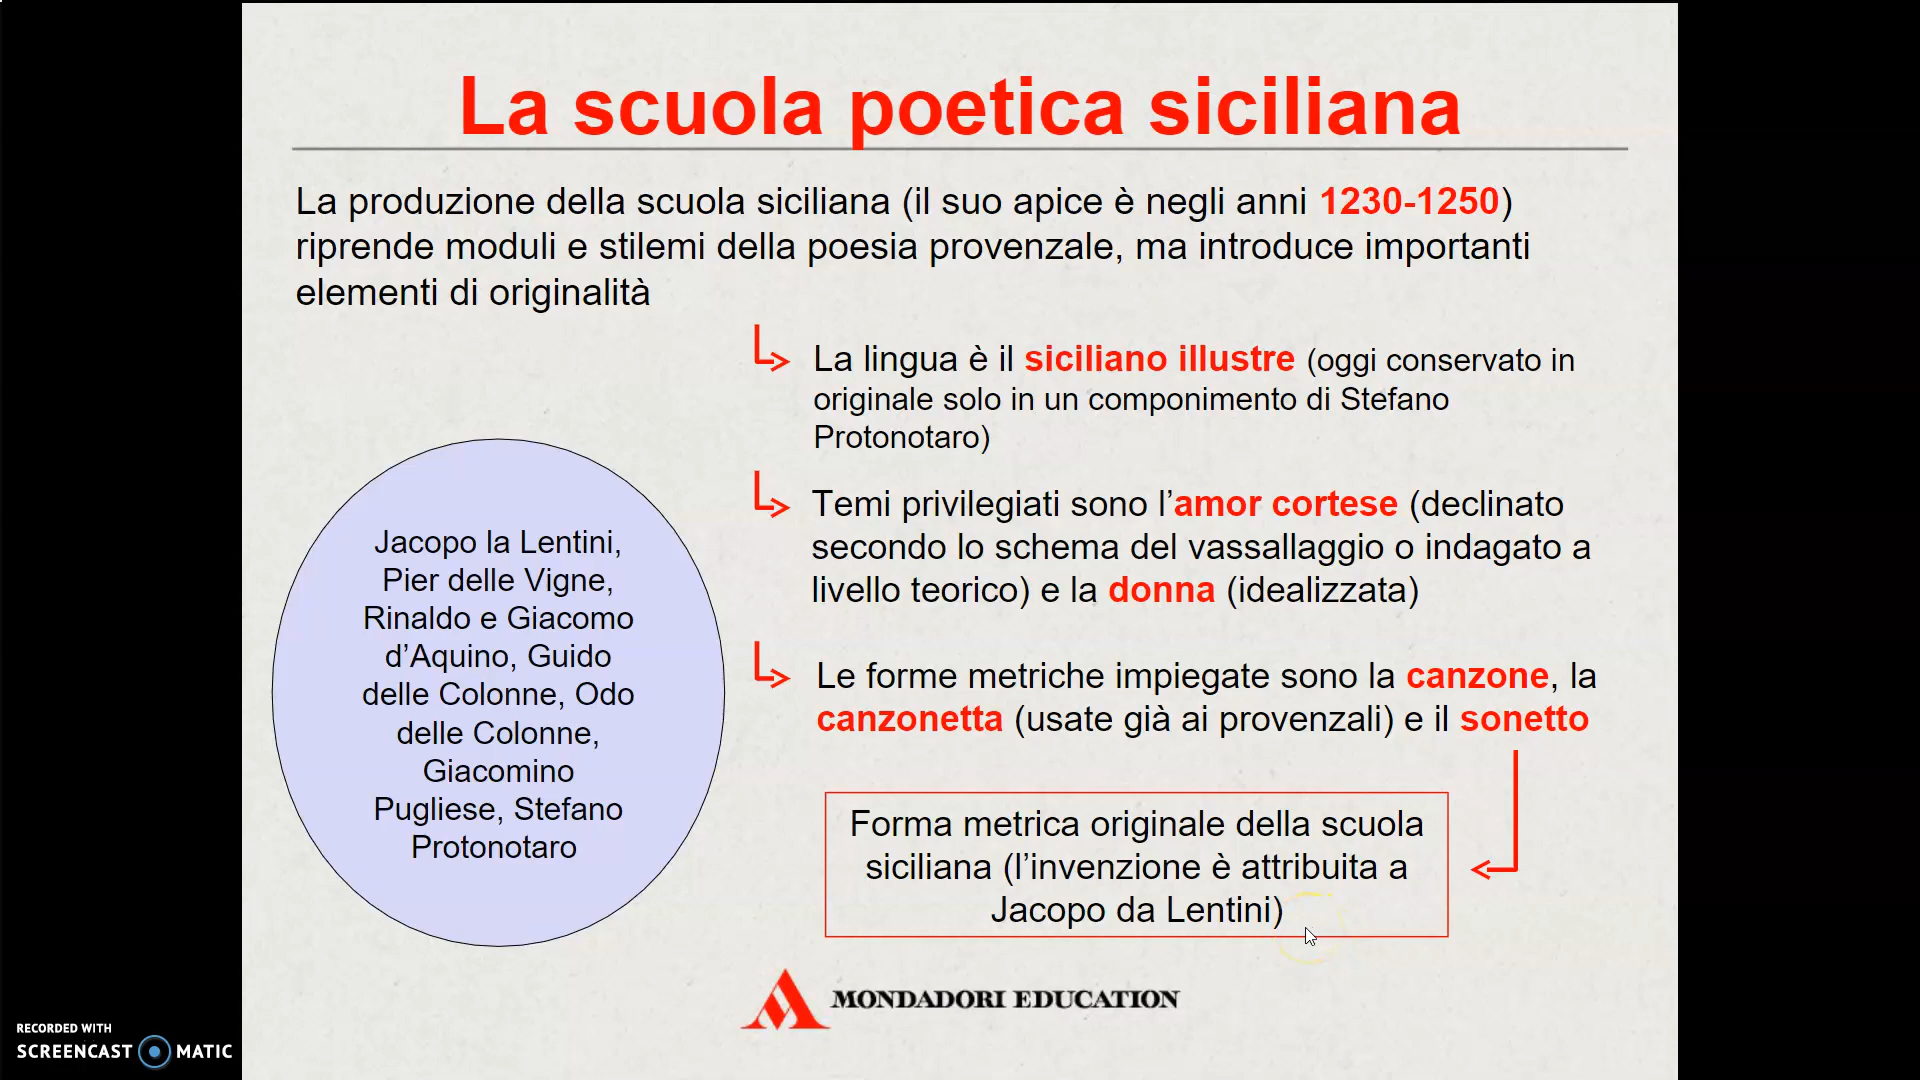 La scuola poetica siciliana
La produzione della scuola siciliana (il suo apice è negli anni 1230-1250)
riprende moduli e stilemi della poesia provenzale, ma introduce importanti
elementi di originalità
La lingua è il siciliano illustre (oggi conservato in
originale solo in un componimento di Stefano
Protonotaro)
Temi privilegiati sono l’amor cortese (declinato
secondo lo schema del vassallaggio o indagato a
livello teorico) e la donna (idealizzata)
Le forme metriche impiegate sono la canzone, la
canzonetta (usate già ai provenzali) e il sonetto
Forma metrica originale della scuola
siciliana (l’invenzione è attribuita a
Jacopo da Lentini)
Jacopo la Lentini,
Pier delle Vigne,
Rinaldo e Giacomo
d’Aquino, Guido
delle Colonne, Odo
delle Colonne,
Giacomino
Pugliese, Stefano
Protonotaro
MONDADORI EDUCATION
RECORDED WITH
SCREENCAST MATIC